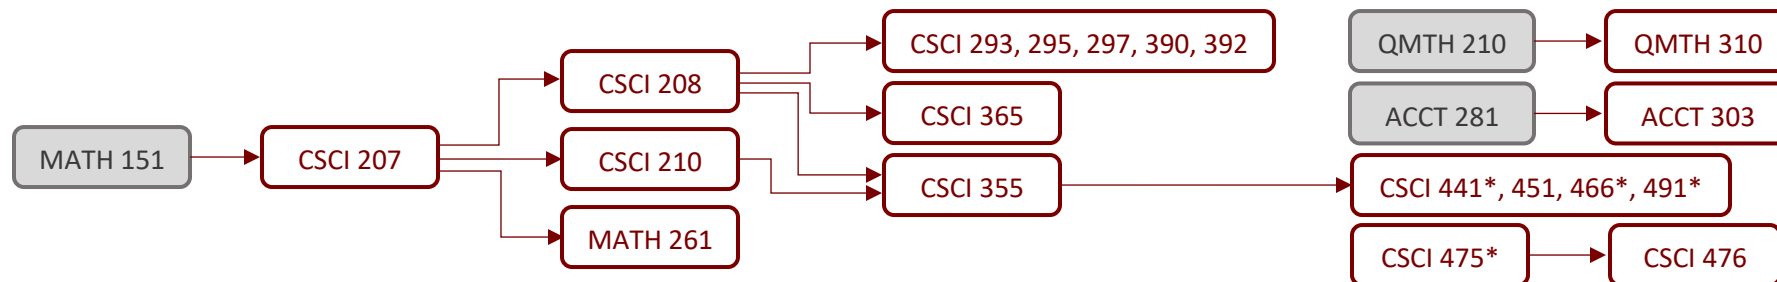 MATH 151
CSCI 207
CSCI 208
CSCI 210
MATH 261
CSCI 293, 295, 297, 390, 392
CSCI 365
CSCI 355
QMTH 210
QMTH 310
ACCT 281
ACCT 303
CSCI 441*, 451, 466*, 491*
CSCI 475*
CSCI 476